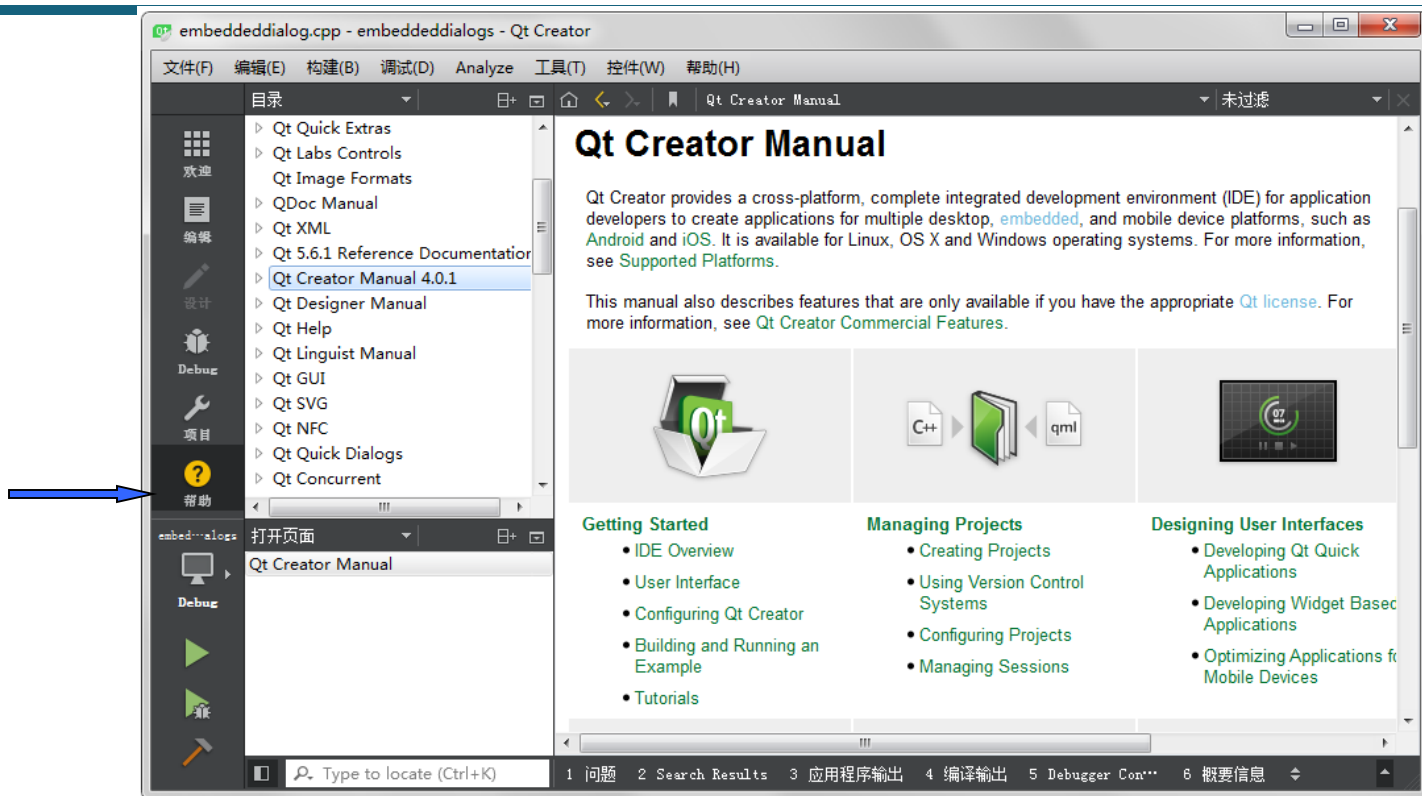 embeddeddialog.cpp - embeddeddialogs - Qt Creator
文件(F) 编辑(E) 构建(B) 调试(D) Analyze 工具(T) 控件(W) 帮助(H)
目录
Qt Creator Manual
未过滤
欢迎
编辑
设计
Debug
项目
帮助
embed···alogs
Debug
Qt Quick Extras
Qt Labs Controls
Qt Image Formats
QDoc Manual
Qt XML
Qt 5.6.1 Reference Documentation
Qt Creator Manual 4.0.1
Qt Designer Manual
Qt Help
Qt Linguist Manual
Qt GUI
Qt SVG
Qt NFC
Qt Quick Dialogs
Qt Concurrent
打开页面
Qt Creator Manual
Qt Creator Manual
Qt Creator provides a cross-platform, complete integrated development environment (IDE) for application
developers to create applications for multiple desktop, embedded, and mobile device platforms, such as
Android and iOS. It is available for Linux, OS X and Windows operating systems. For more information,
see Supported Platforms.
This manual also describes features that are only available if you have the appropriate Qt license. For
more information, see Qt Creator Commercial Features.
Qt
C++
qml
07
Getting Started
• IDE Overview
• User Interface
• Configuring Qt Creator
• Building and Running an
Example
• Tutorials
Managing Projects
• Creating Projects
• Using Version Control
Systems
• Configuring Projects
• Managing Sessions
Designing User Interfaces
• Developing Qt Quick
Applications
• Developing Widget Based
Applications
• Optimizing Applications fo
Mobile Devices
Type to locate (Ctrl+K)
1 问题 2 Search Results 3 应用程序输出 4 编译输出 5 Debugger Con··· 6 概要信息